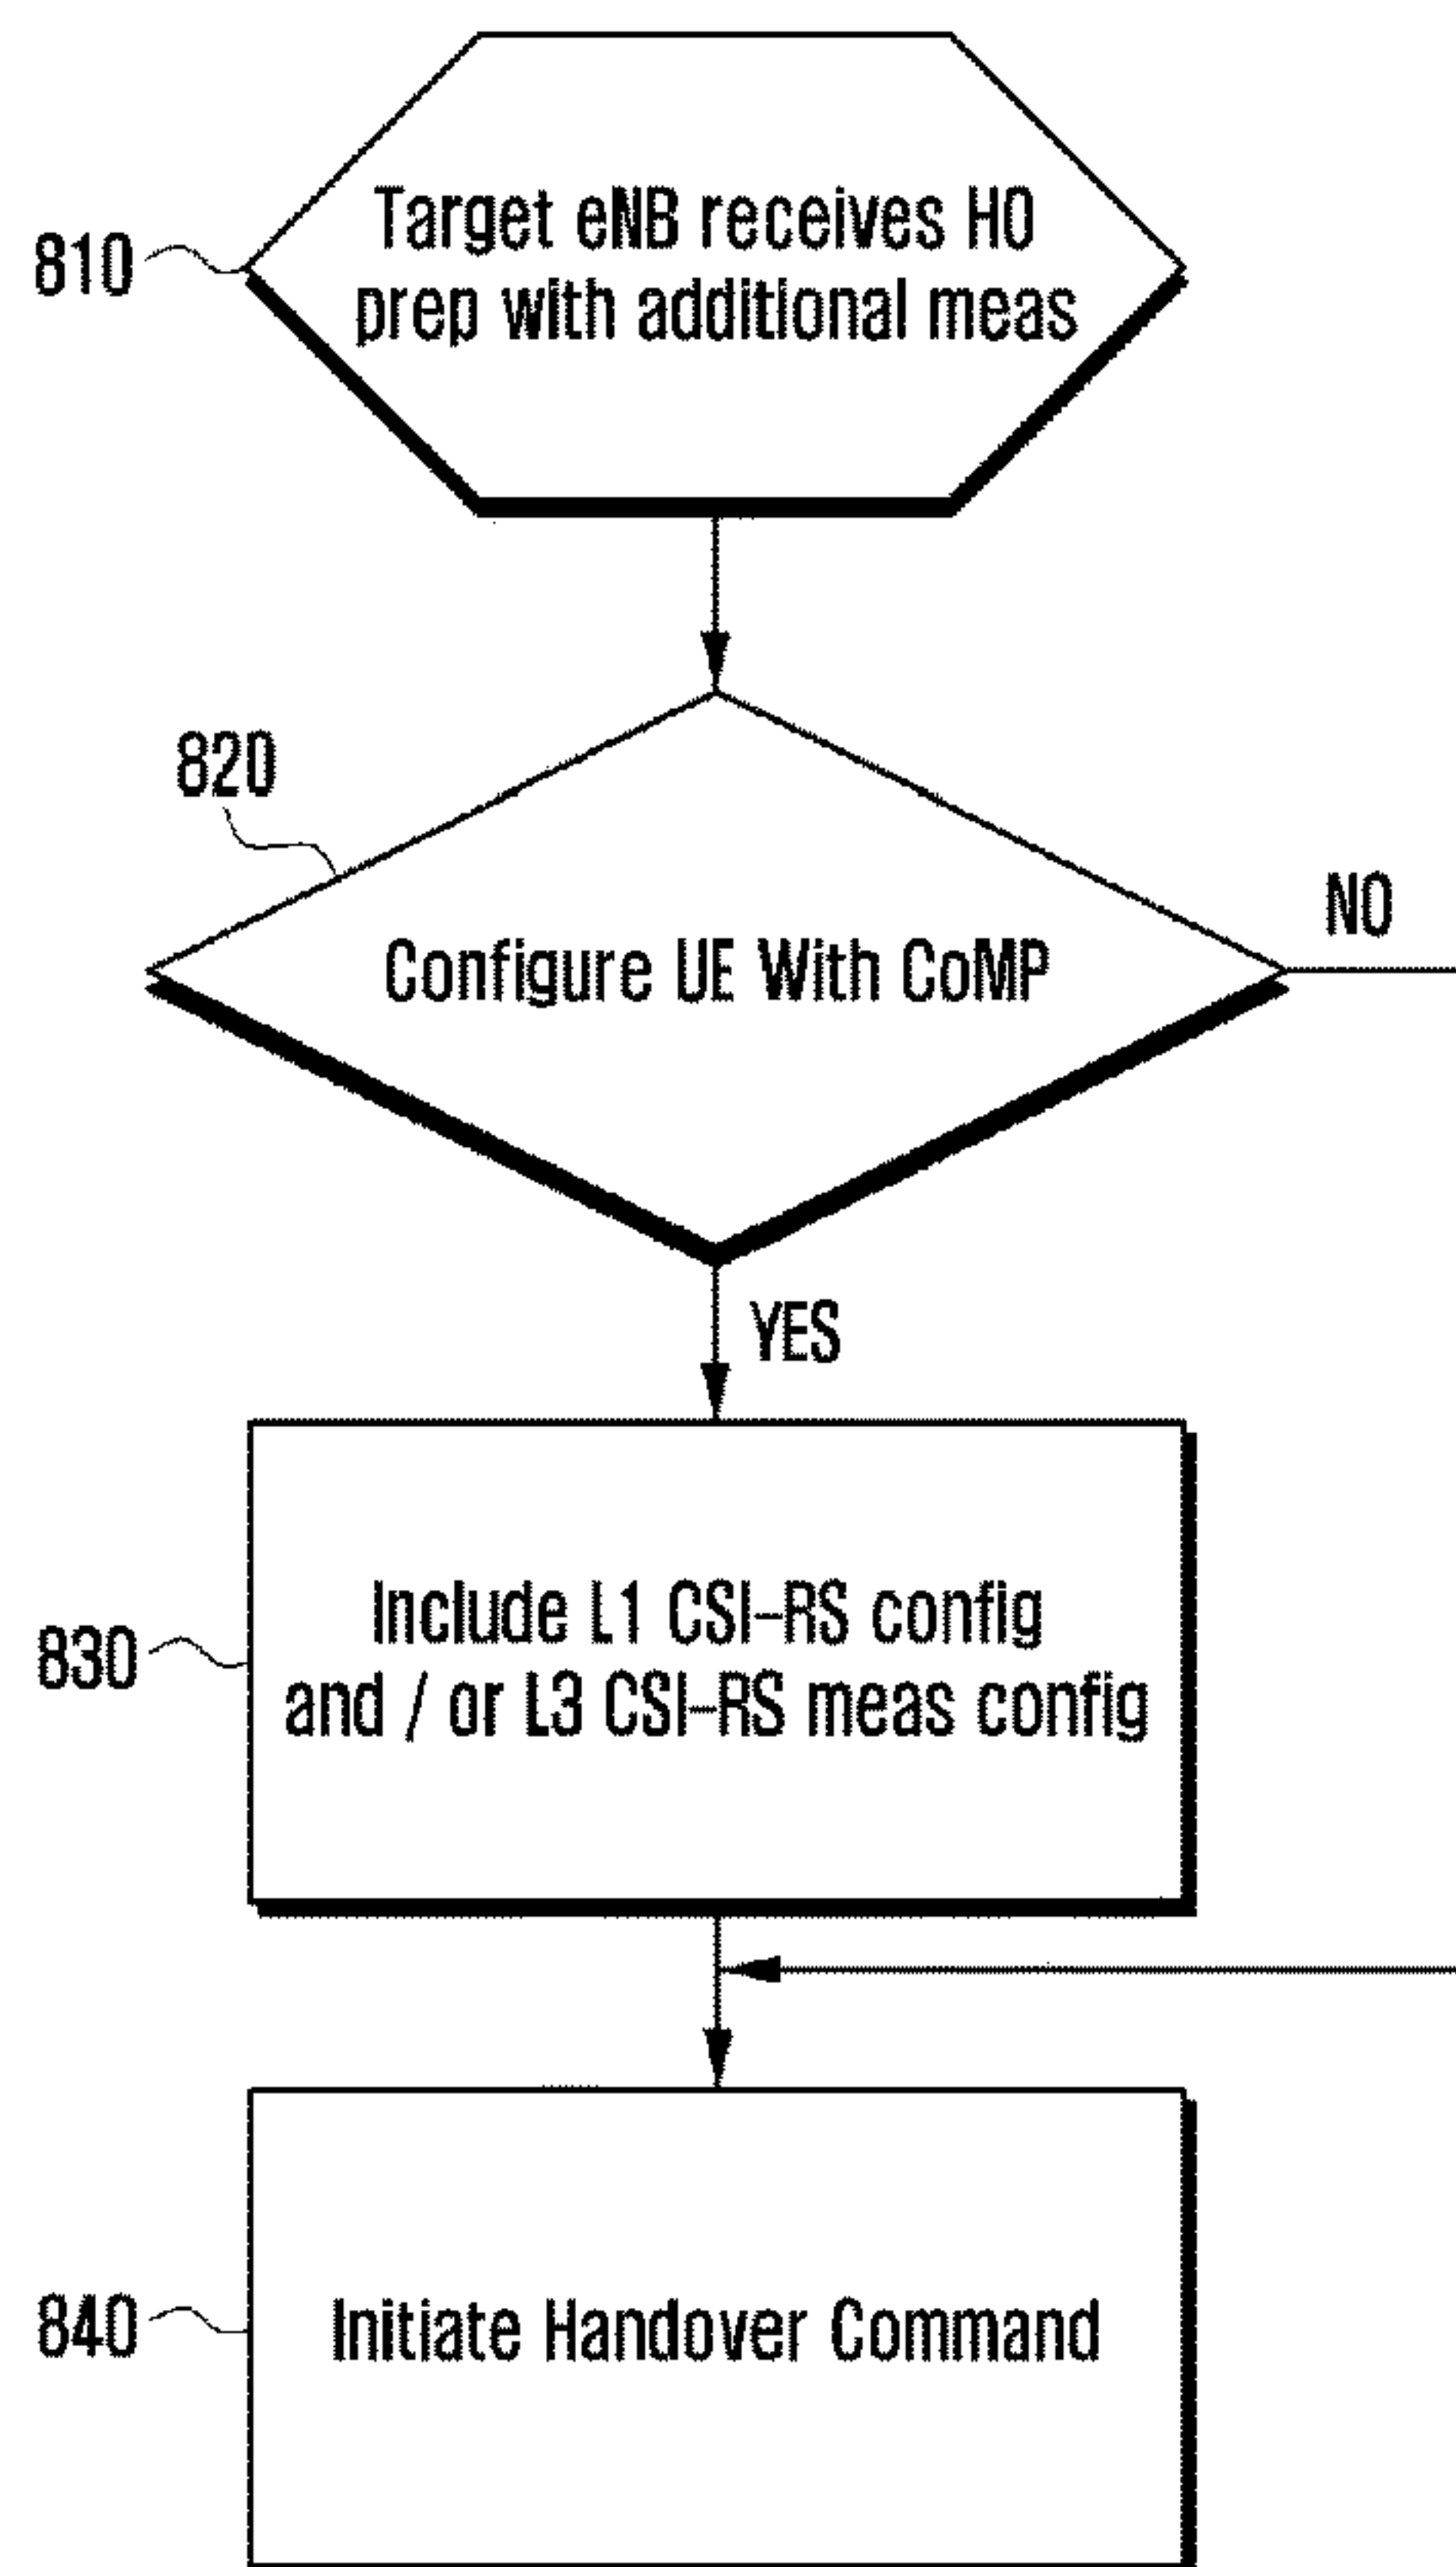 810
Target eNB receives HO
prep with additional meas
820
Configure UE With CoMP
NO
YES
830
Include L1 CSI-RS config
and / or L3 CSI-RS meas config
840
Initiate Handover Command